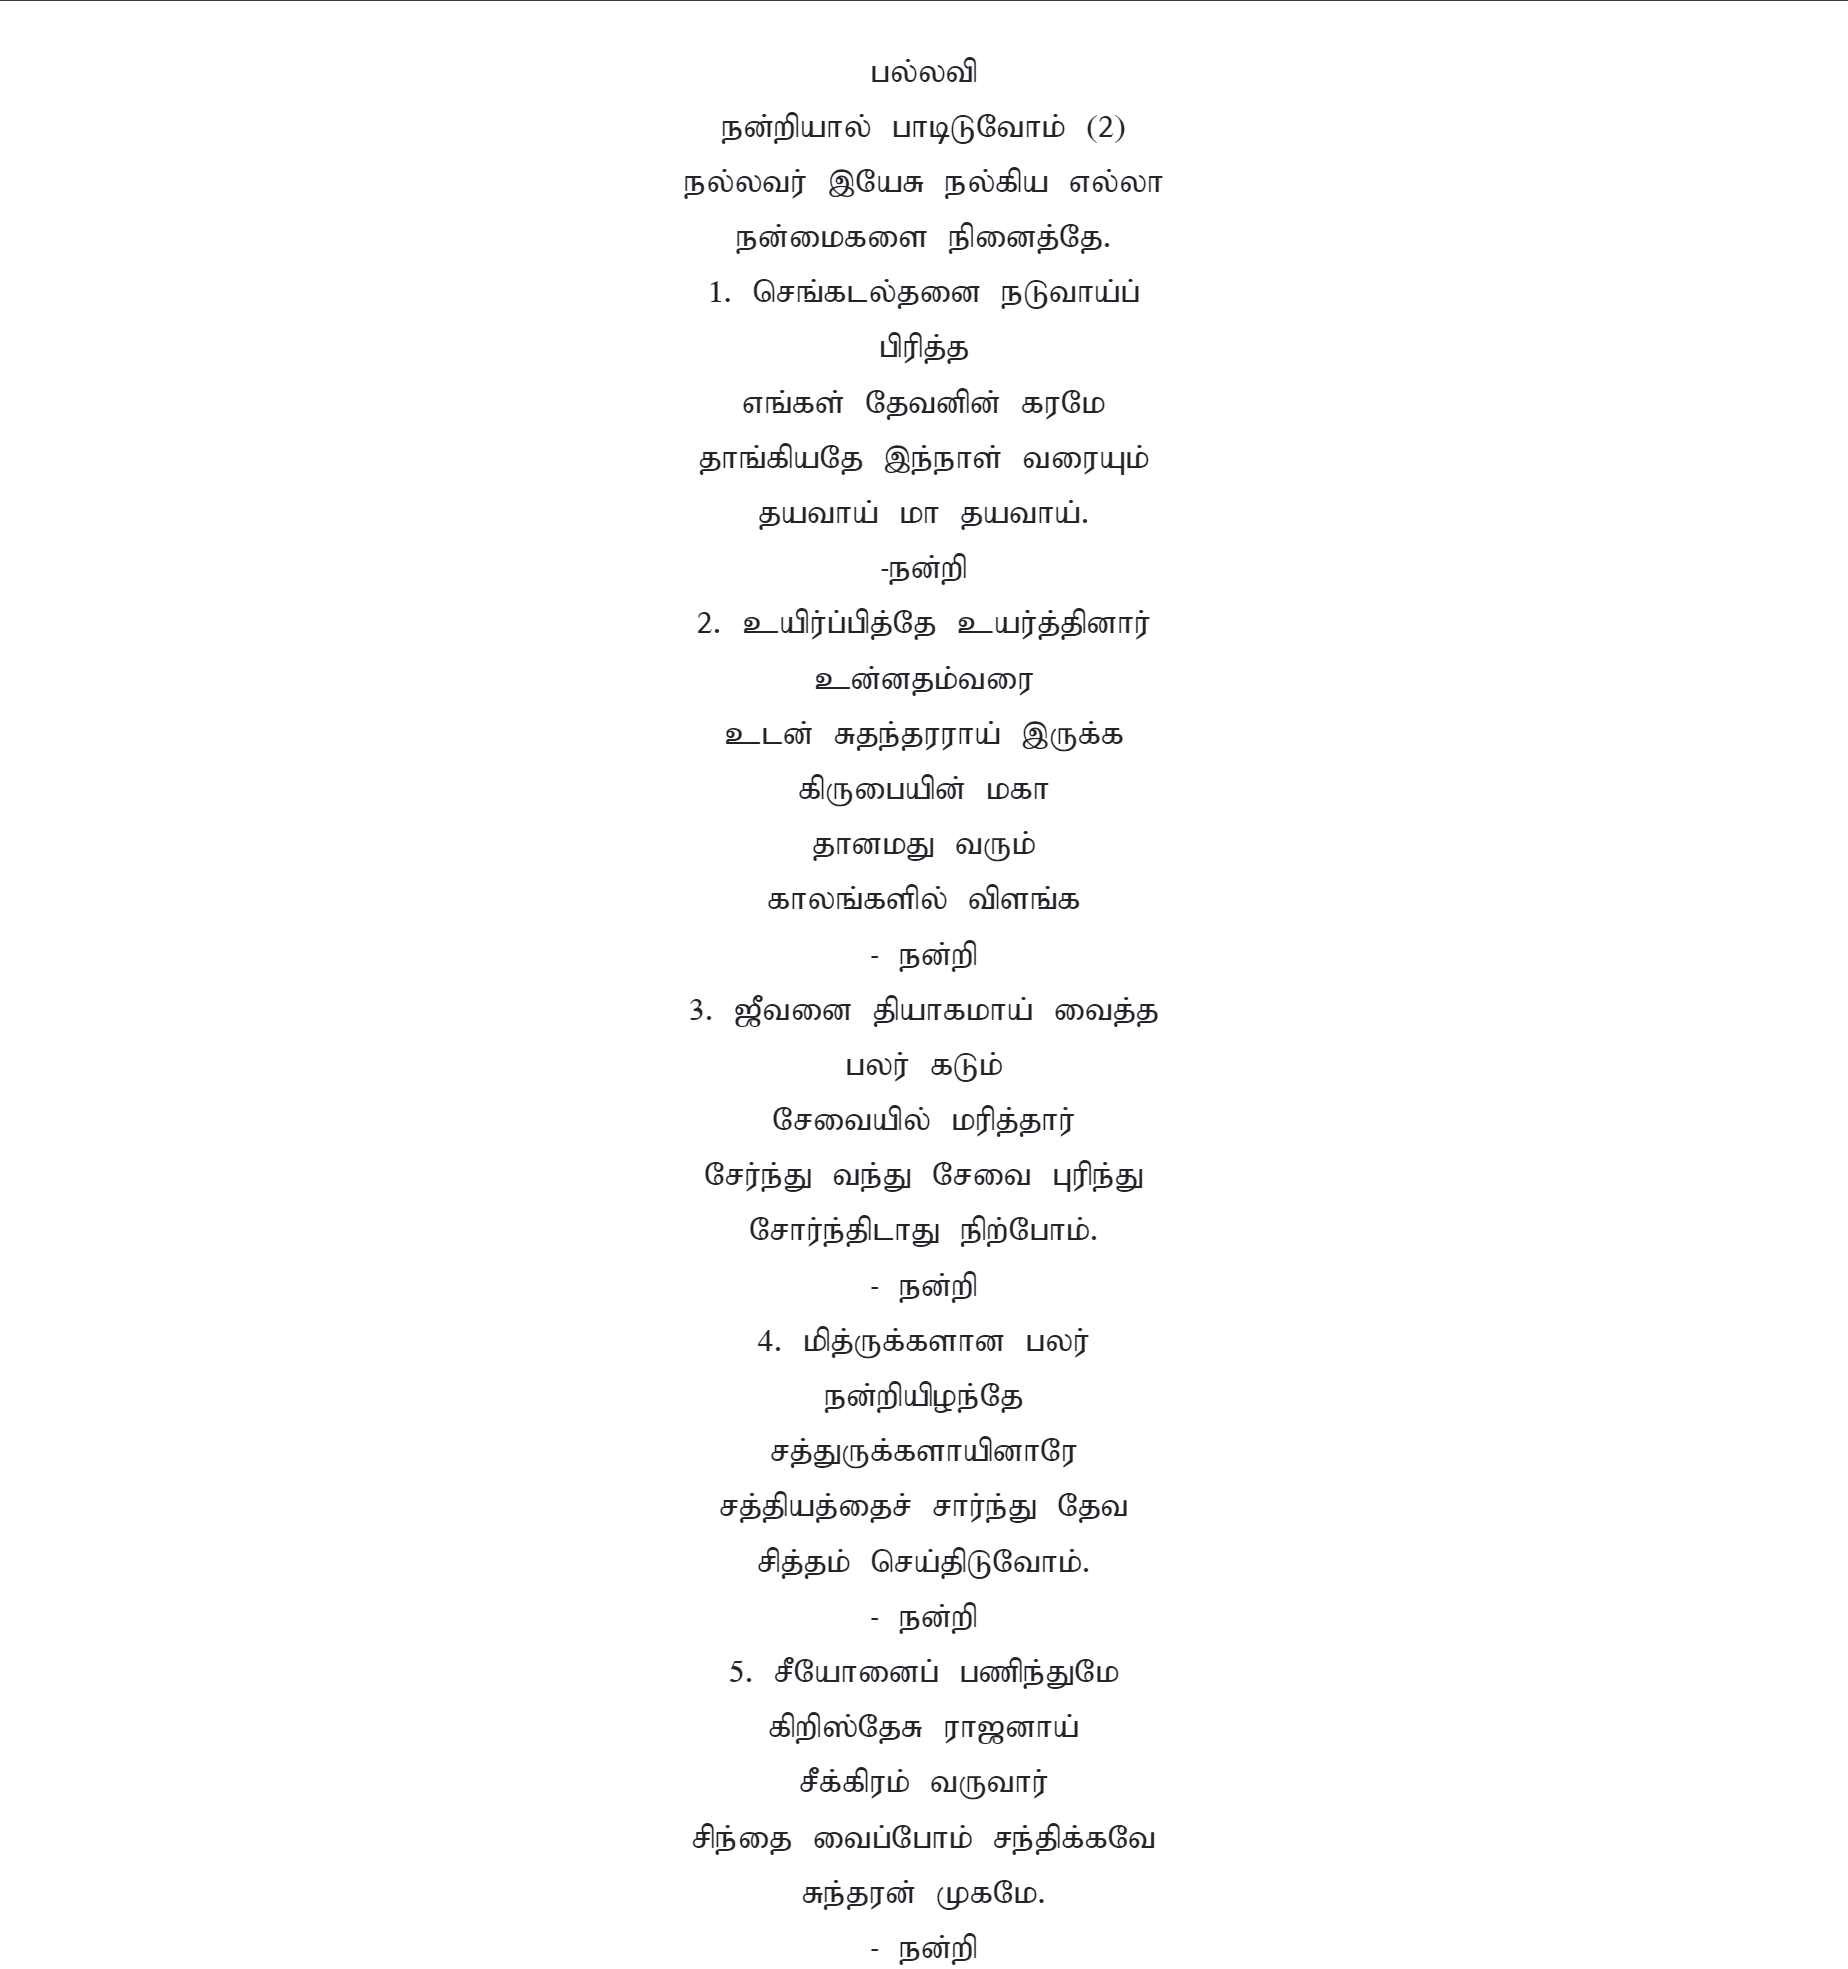 பல்லவி
நன்றியால் பாடிடுவோம் (2)
நல்லவர் இயேசு நல்கிய எல்லா
நன்மைகளை நினைத்தே.
1. செங்கடல்தனை நடுவாய்ப்
பிரித்த
எங்கள் தேவனின் கரமே
தாங்கியதே இந்நாள் வரையும்
தயவாய் மா தயவாய்.
-நன்றி
2. உயிர்ப்பித்தே உயர்த்தினார்
உன்னதம்வரை
உடன் சுதந்தரராய் இருக்க
கிருபையின் மகா
தானமது வரும்
காலங்களில் விளங்க
- நன்றி
3. ஜீவனை தியாகமாய் வைத்த
பலர் கடும்
சேவையில் மரித்தார்
சேர்ந்து வந்து சேவை புரிந்து
சோர்ந்திடாது நிற்போம்.
- நன்றி
4. மித்ருக்களான பலர்
நன்றியிழந்தே
சத்துருக்களாயினாரே
சத்தியத்தைச் சார்ந்து தேவ
சித்தம் செய்திடுவோம்.
- நன்றி
5. சீயோனைப் பணிந்துமே
கிறிஸ்தேசு ராஜனாய்
சீக்கிரம் வருவார்
சிந்தை வைப்போம் சந்திக்கவே
சுந்தரன் முகமே.
- நன்றி